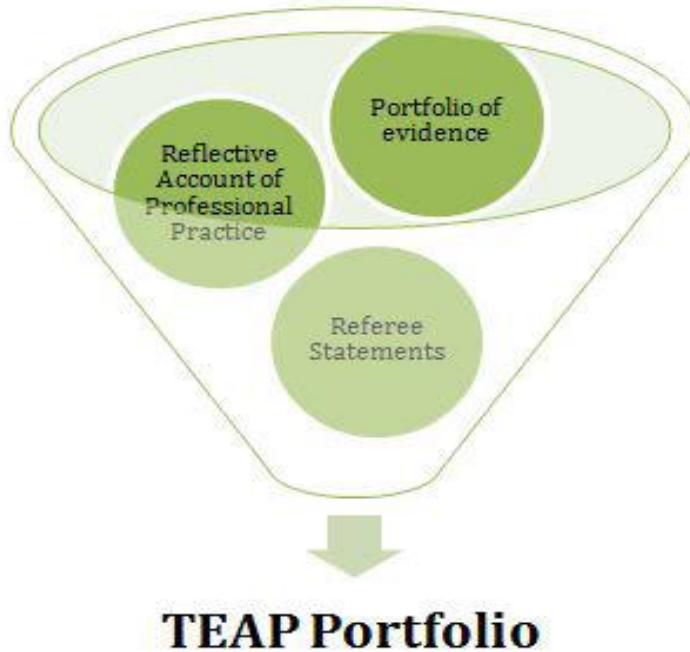 Portfolio of
evidence
Reflective
Account of
Professional
Practice
Referee
Statements
TEAP Portfolio